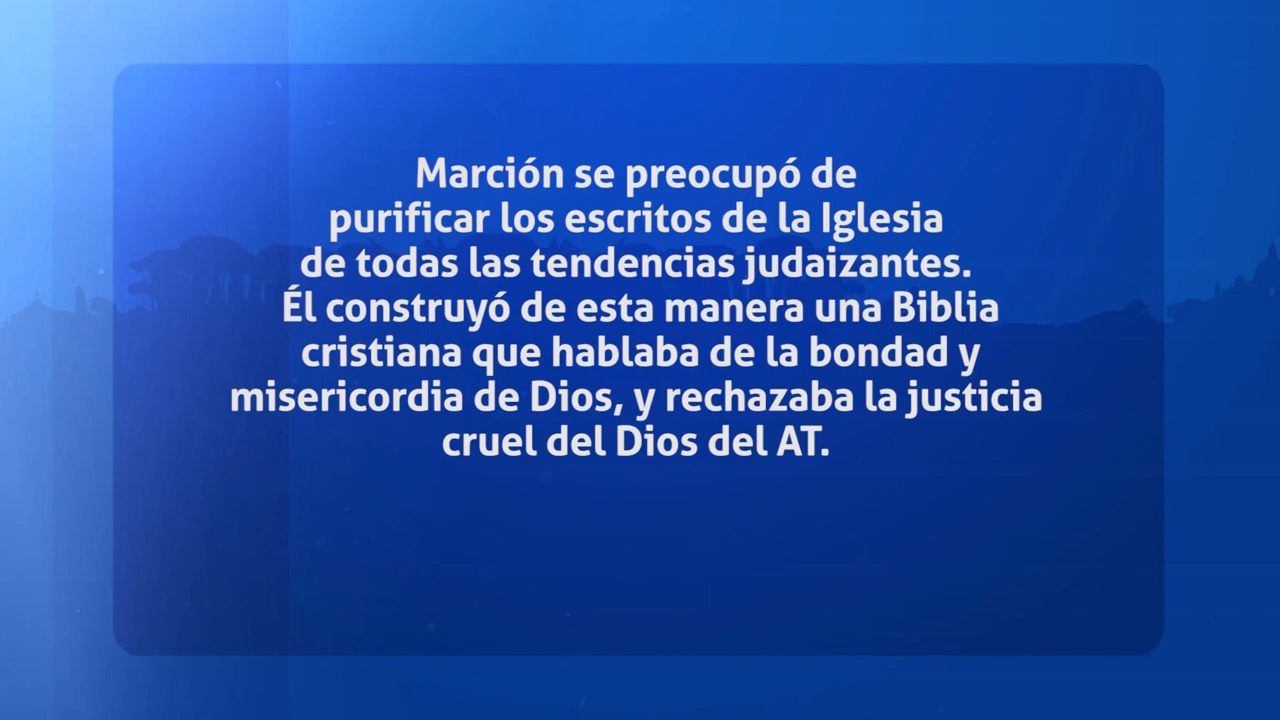 Marción se preocupó de
purificar los escritos de la Iglesia
de todas las tendencias judaizantes.
Él construyó de esta manera una Biblia
cristiana que hablaba de la bondad y
misericordia de Dios, y rechazaba la justicia
cruel del Dios del AT.